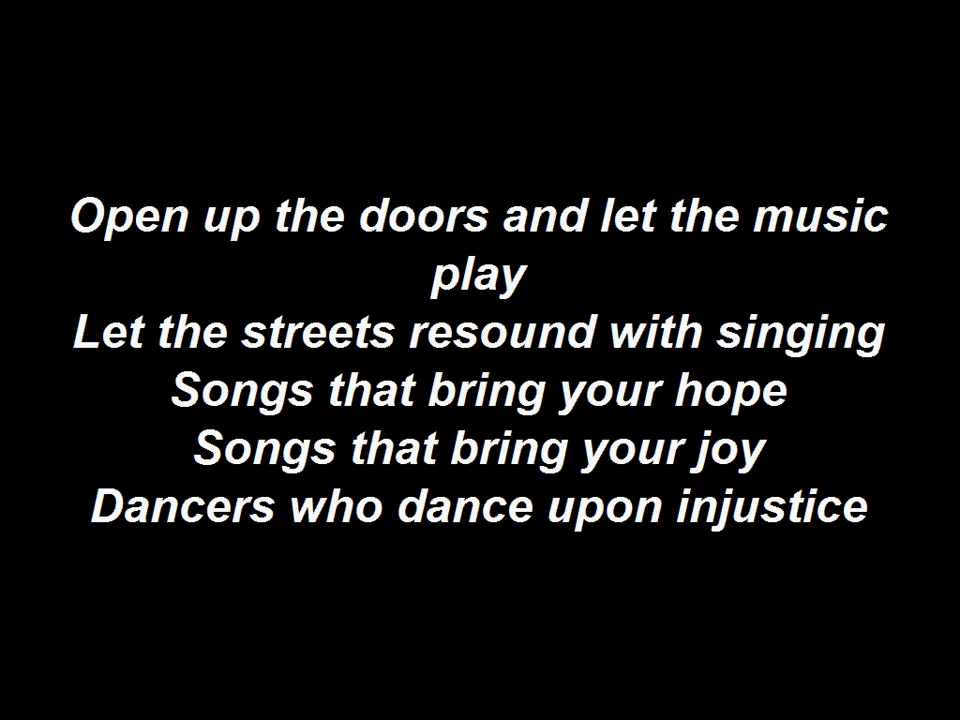 Open up the doors and let the music
play
Let the streets resound with singing
Songs that bring your hope
Songs that bring your joy
Dancers who dance upon injustice